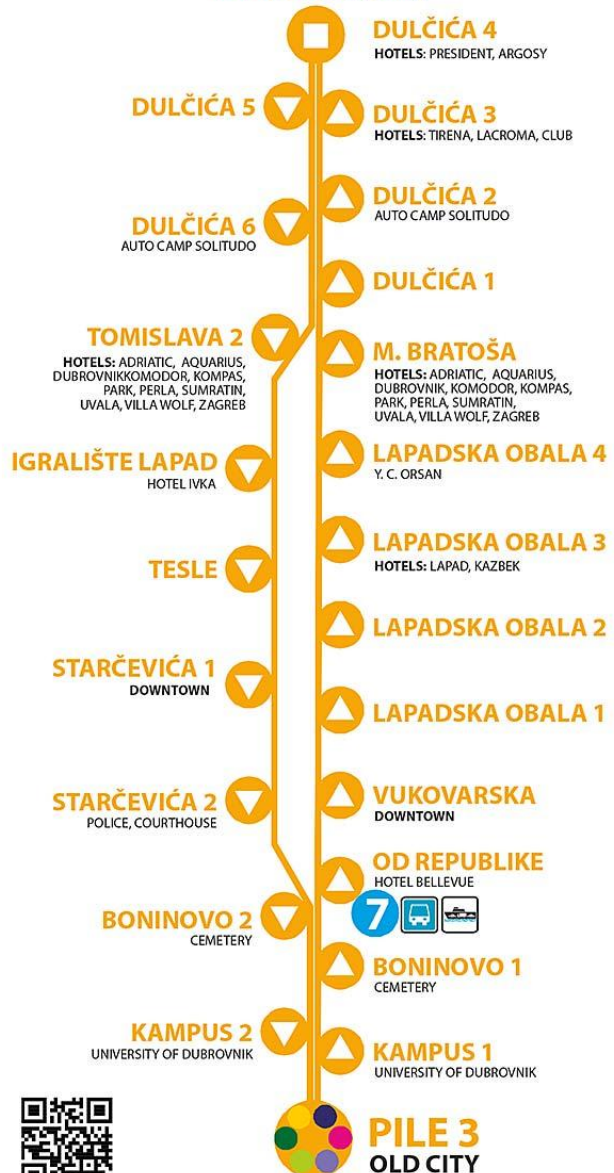 DULČIĆA 4
HOTELS: PRESIDENT, ARGOSY
DULČIĆA 5
DULČIĆA 3
HOTELS: TIRENA, LACROMA, CLUB
DULČIĆA 2
AUTO CAMP SOLITUDO
DULČIĆA 6
AUTO CAMP SOLITUDO
DULČIĆA 1
TOMISLAVA 2
HOTELS: ADRIATIC, AQUARIUS,
DUBROVNIKKOMODOR, KOMPAS,
PARK, PERLA, SUMRATIN,
UVALA, VILLA WOLF, ZAGREB
M. BRATOŠA
HOTELS: ADRIATIC, AQUARIUS,
DUBROVNIK, KOMODOR, KOMPAS,
PARK, PERLA, SUMRATIN,
UVALA, VILLA WOLF, ZAGREB
IGRALIŠTE LAPAD
HOTEL IVKA
LAPADSKA OBALA 4
Y. C. ORSAN
LAPADSKA OBALA 3
HOTELS: LAPAD, KAZBEK
TESLE
LAPADSKA OBALA 2
STARČEVIĆA 1
DOWNTOWN
LAPADSKA OBALA 1
STARČEVIĆA 2
POLICE, COURTHOUSE
VUKOVARSKA
DOWNTOWN
OD REPUBLIKE
HOTEL BELLEVUE
7
BONINOVO 2
CEMETERY
BONINOVO 1
CEMETERY
KAMPUS 2
UNIVERSITY OF DUBROVNIK
KAMPUS 1
UNIVERSITY OF DUBROVNIK
PILE 3
OLD CITY